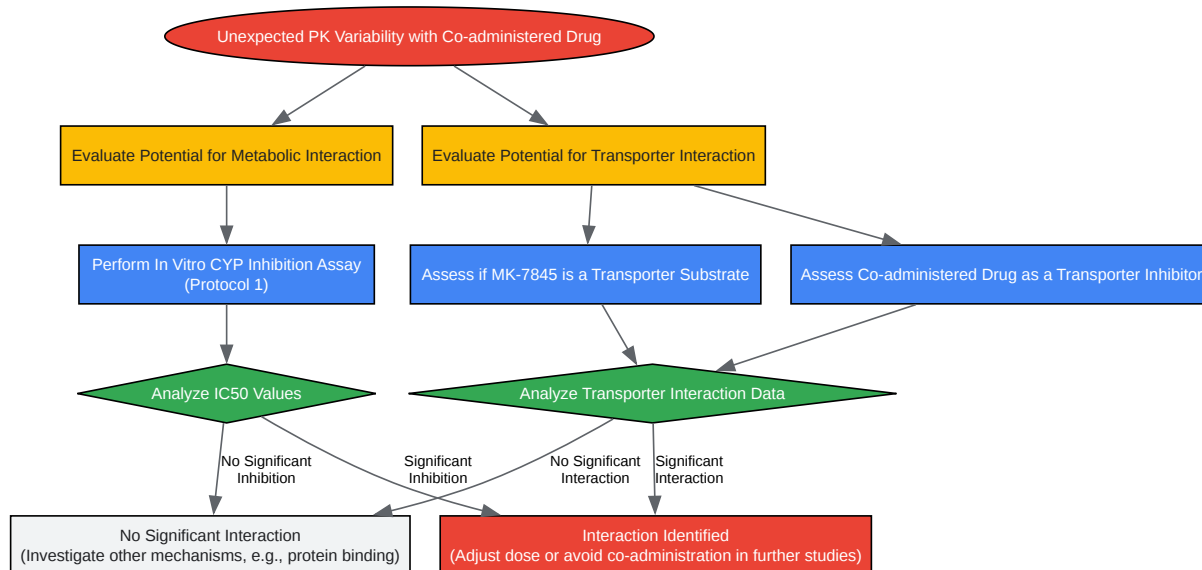 Unexpected PK Variability with Co-administered Drug
Evaluate Potential for Metabolic Interaction
Evaluate Potential for Transporter Interaction
Perform In Vitro CYP Inhibition Assay
(Protocol 1)
Assess if MK-7845 is a Transporter Substrate
Assess Co-administered Drug as a Transporter Inhibitor
Analyze IC50 Values
Analyze Transporter Interaction Data
No Significant
Inhibition
Significant
Inhibition
No Significant
Interaction
Significant
Interaction
No Significant Interaction
(Investigate other mechanisms, e.g., protein binding)
Interaction Identified
(Adjust dose or avoid co-administration in further studies)